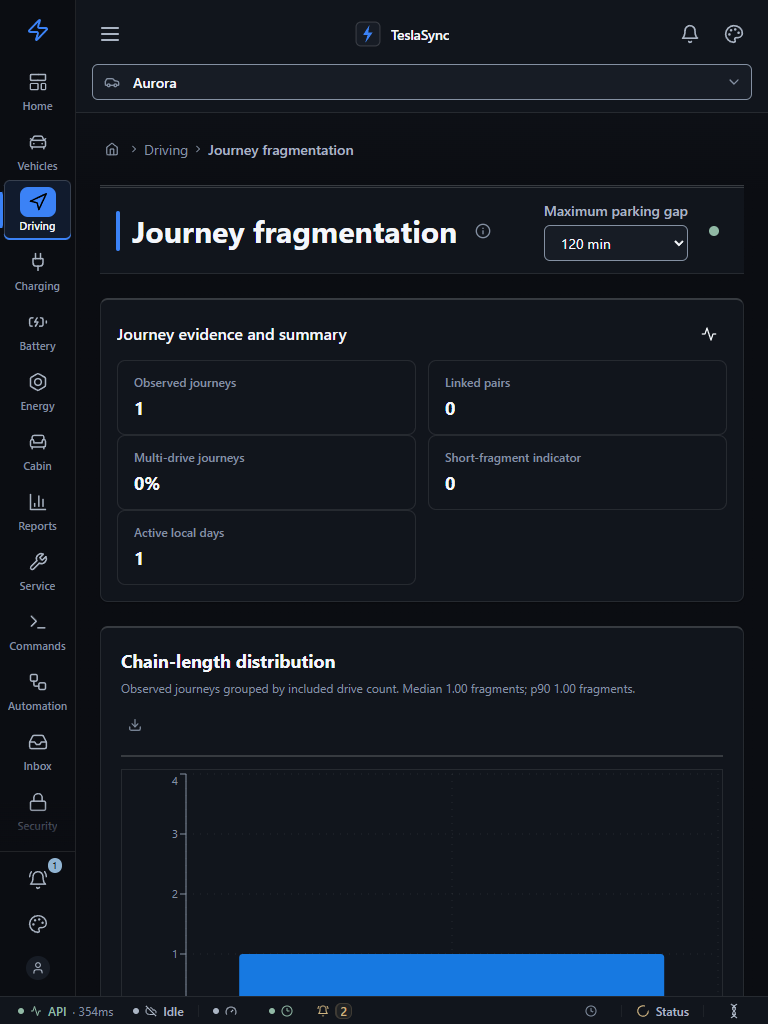 TeslaSync
Aurora
Home
Vehicles
Driving
Charging
Battery
Energy
Cabin
Reports
Service
Commands
Automation
Inbox
Security
1
Driving
Journey fragmentation
Journey fragmentation
Maximum parking gap
120 min
Journey evidence and summary
Observed journeys
1
Linked pairs
0
Multi-drive journeys
0%
Short-fragment indicator
0
Active local days
1
Chain-length distribution
Observed journeys grouped by included drive count. Median 1.00 fragments; p90 1.00 fragments.
4
3
2
1
API · 354ms
Idle
2
Status